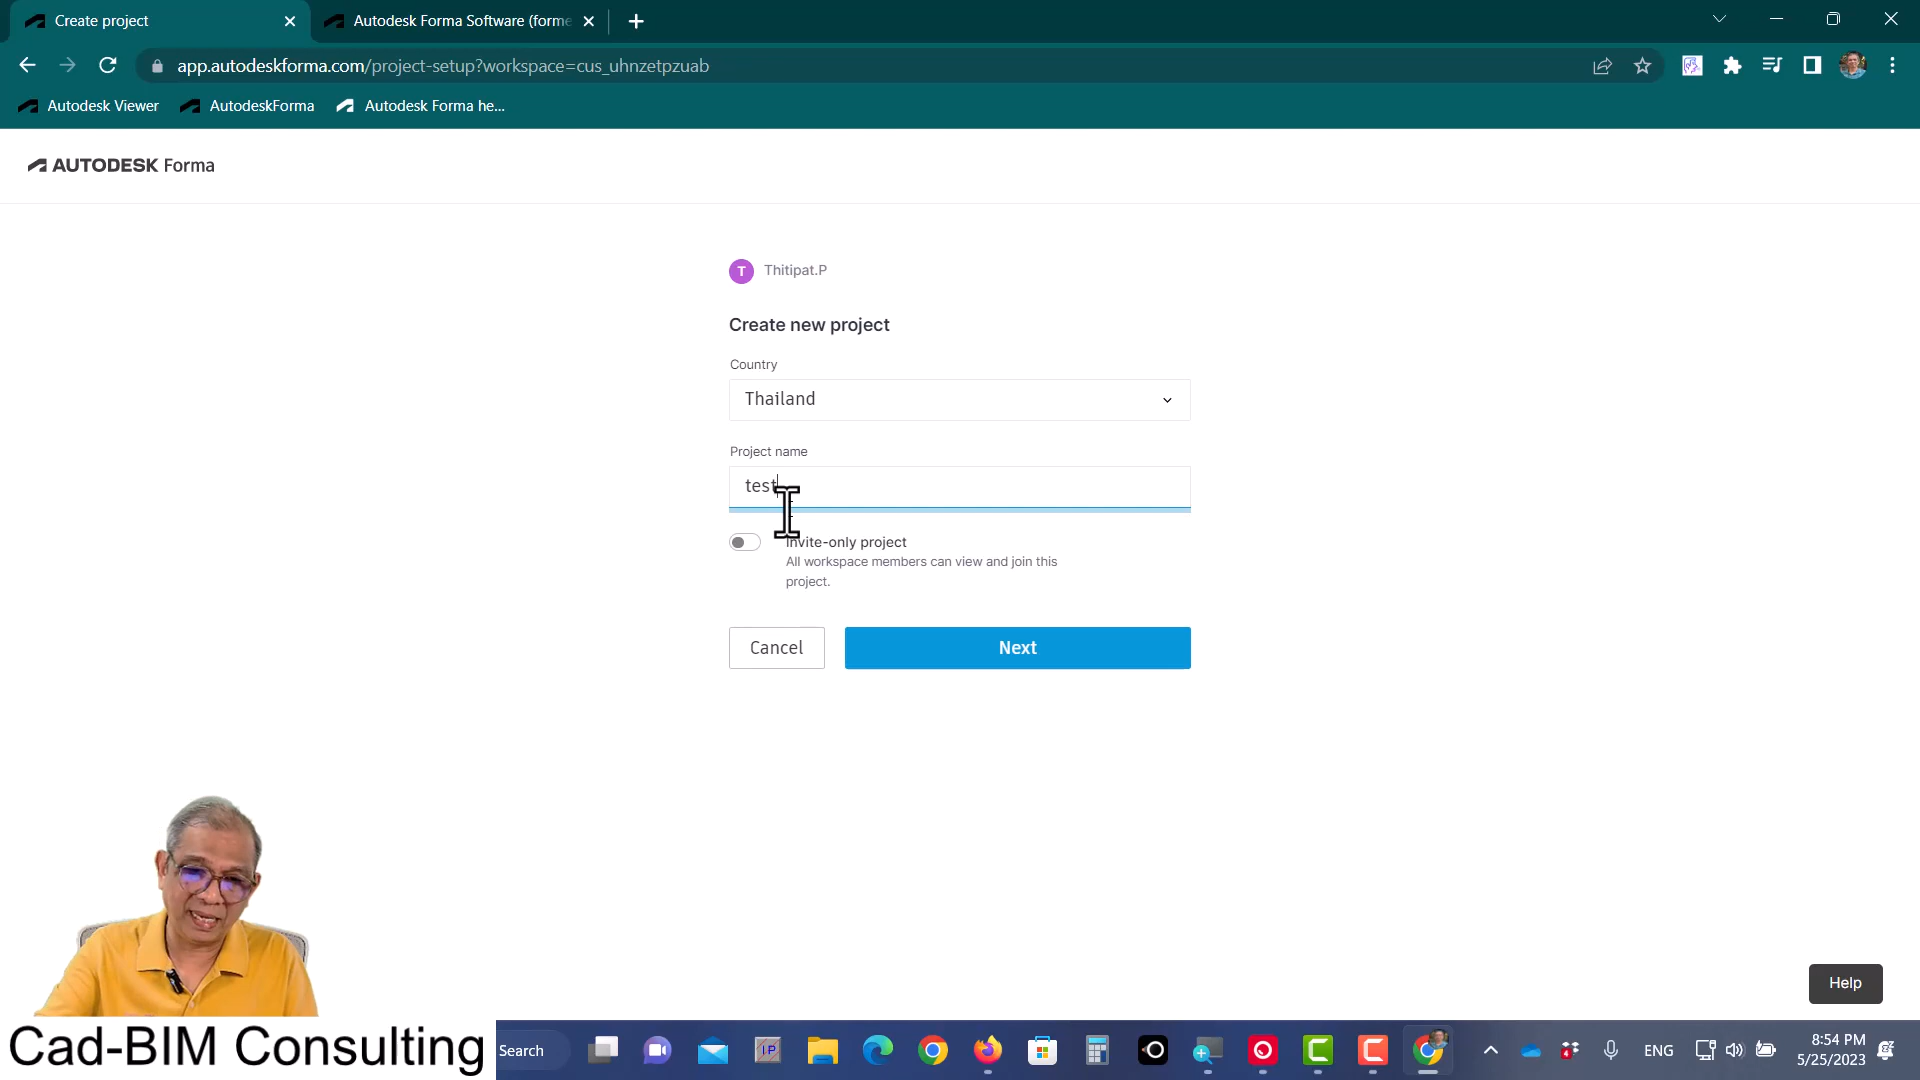 Create project
Autodesk Forma Software (forme
app.autodeskforma.com/project-setup?workspace=cus_uhnzetpzuab
Autodesk Viewer
AutodeskForma
Autodesk Forma he...
AUTODESK Forma
T
Thitipat.P
Create new project
Country
Thailand
Project name
test
Invite-only project
All workspace members can view and join this
project.
Cancel
Next
Help
Cad-BIM Consulting
Search
IP
4
ENG
8:54 PM
5/25/2023